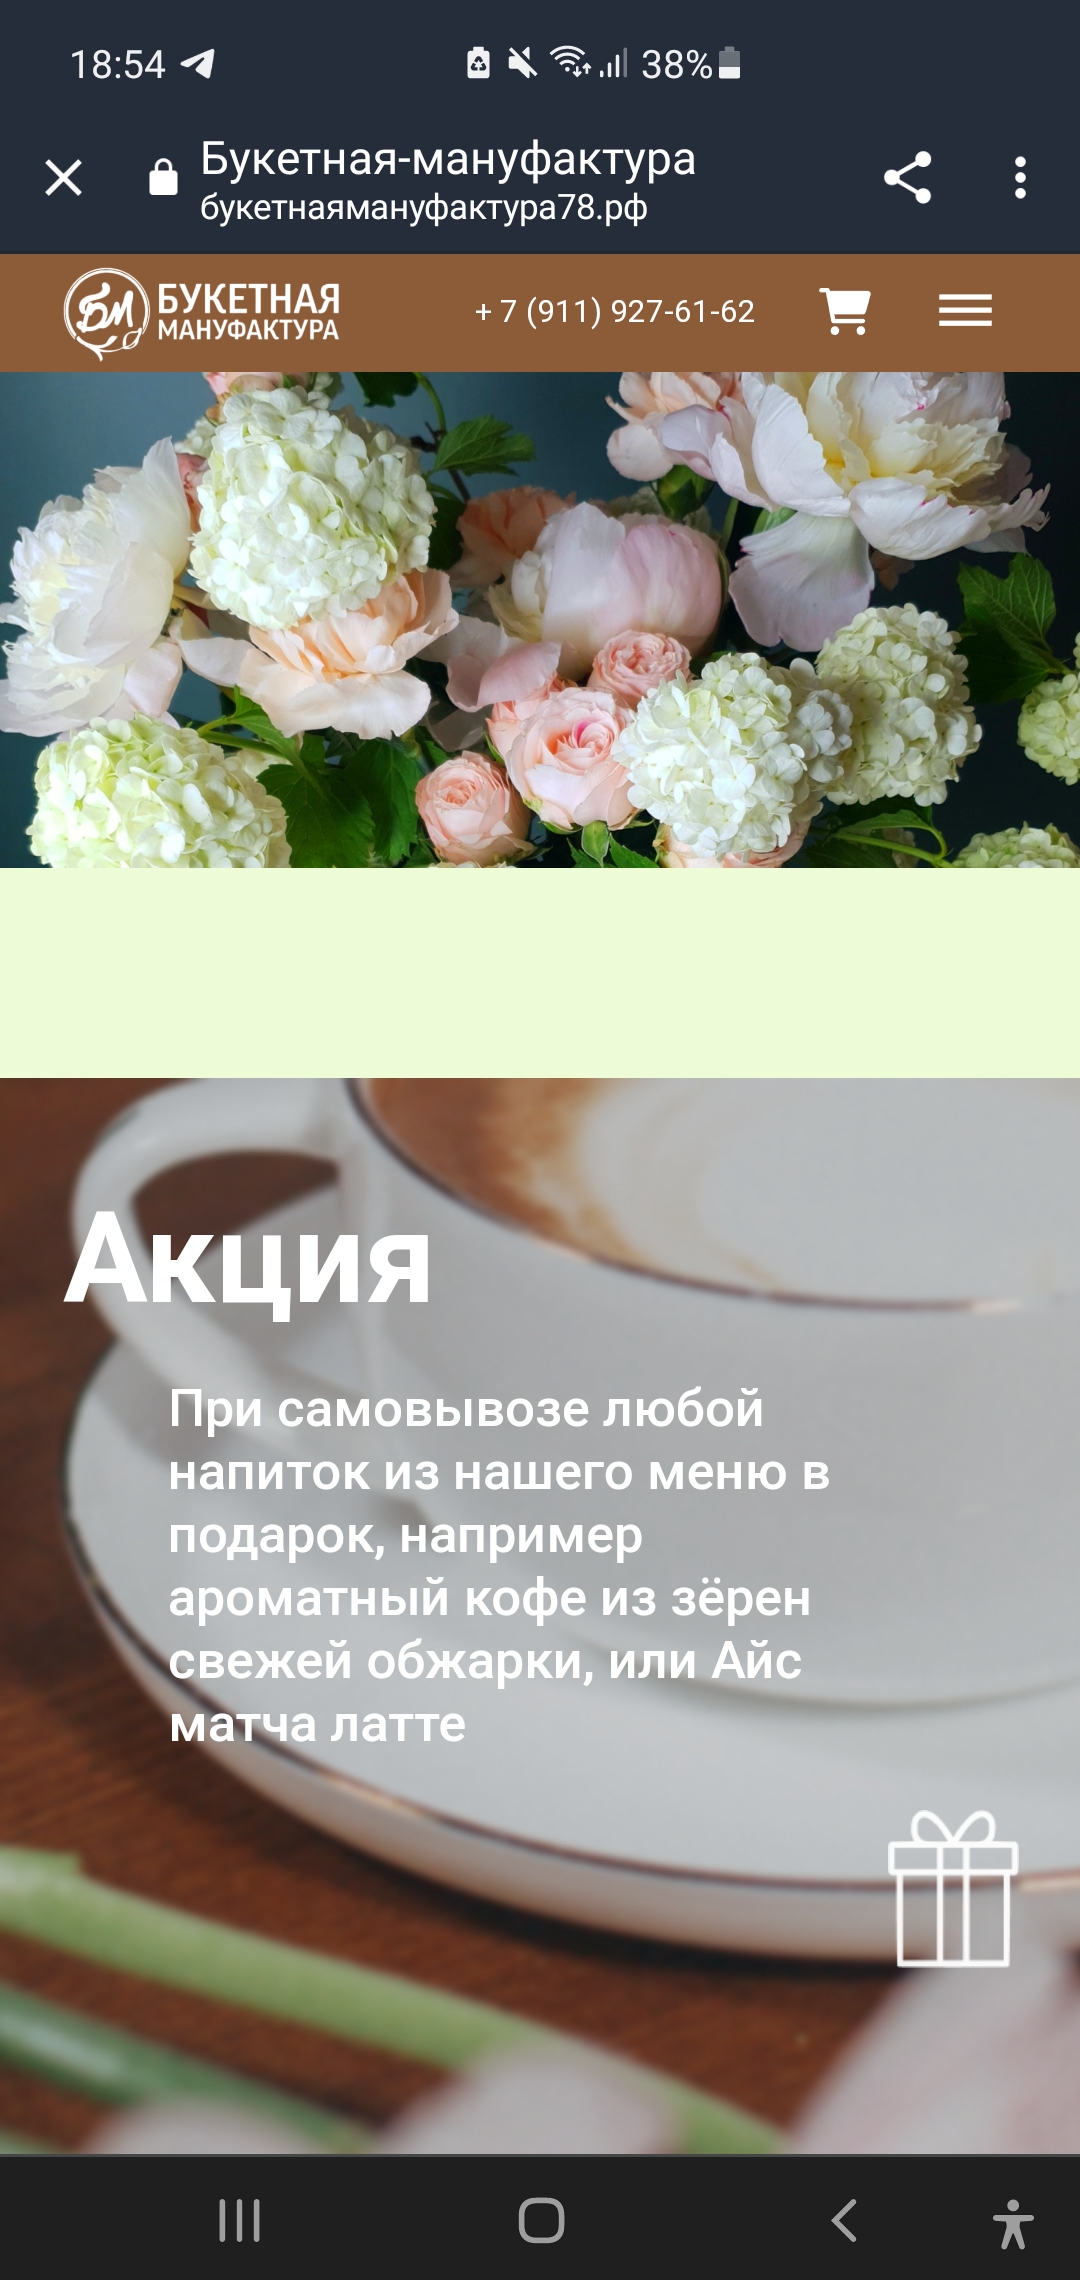 18:54
38%
Букетная-мануфактура
букетнаямануфактура78.рф
БМ
БУКЕТНАЯ
МАНУФАКТУРА
+ 7 (911) 927-61-62
Акция
При самовывозе любой
напиток из нашего меню в
подарок, например
ароматный кофе из зёрен
свежей обжарки, или Айс
матча латте